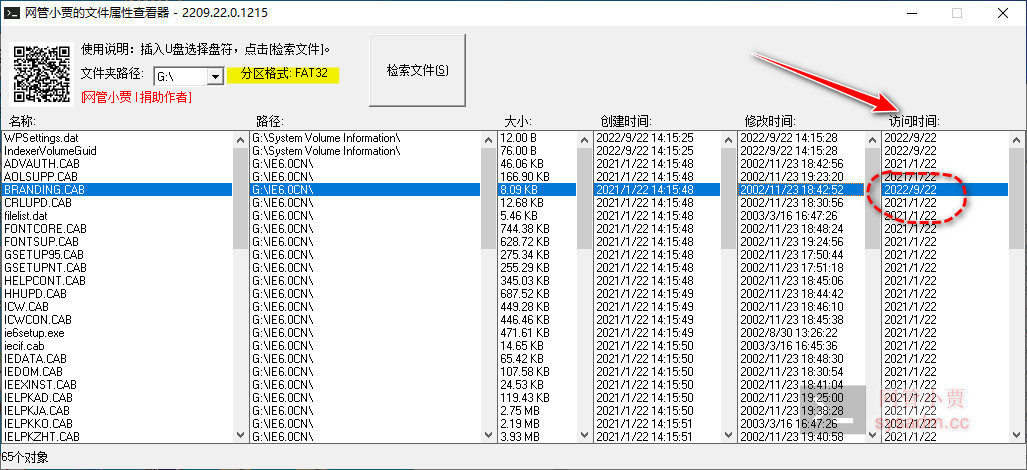 网管小贾的文件属性查看器 - 2209.22.0.1215
使用说明：插入U盘选择盘符，点击[检索文件]。
文件夹路径: G:\ 分区格式: FAT32
[网管小贾 | 捐助作者]
检索文件(S)
名称: 路径: 大小: 创建时间: 修改时间: 访问时间:
WPSettings.dat G:\System Volume Information\ 12.00 B 2022/9/22 14:15:25 2022/9/22 14:15:28 2022/9/22
IndexerVolumeGuid G:\System Volume Information\ 76.00 B 2022/9/22 14:15:25 2022/9/22 14:15:28 2022/9/22
ADVAUTH.CAB G:\IE6.0CN\ 46.06 KB 2021/1/22 14:15:48 2002/11/23 18:42:56 2021/1/22
AOLSUPP.CAB G:\IE6.0CN\ 166.90 KB 2021/1/22 14:15:48 2002/11/23 19:23:20 2021/1/22
BRANDING.CAB G:\IE6.0CN\ 8.09 KB 2021/1/22 14:15:48 2002/11/23 18:42:52 2022/9/22
CRLUPD.CAB G:\IE6.0CN\ 12.68 KB 2021/1/22 14:15:48 2002/11/23 18:30:56 2021/1/22
filelist.dat G:\IE6.0CN\ 5.46 KB 2021/1/22 14:15:48 2003/3/16 16:47:26 2021/1/22
FONTCORE.CAB G:\IE6.0CN\ 744.38 KB 2021/1/22 14:15:48 2002/11/23 18:48:24 2021/1/22
FONTSUP.CAB G:\IE6.0CN\ 628.72 KB 2021/1/22 14:15:48 2002/11/23 19:24:56 2021/1/22
GSETUP95.CAB G:\IE6.0CN\ 275.34 KB 2021/1/22 14:15:48 2002/11/23 17:50:44 2021/1/22
GSETUPNT.CAB G:\IE6.0CN\ 255.29 KB 2021/1/22 14:15:48 2002/11/23 17:51:18 2021/1/22
HELPCONT.CAB G:\IE6.0CN\ 345.03 KB 2021/1/22 14:15:48 2002/11/23 18:45:06 2021/1/22
HHUPD.CAB G:\IE6.0CN\ 687.52 KB 2021/1/22 14:15:49 2002/11/23 18:44:42 2021/1/22
ICW.CAB G:\IE6.0CN\ 449.28 KB 2021/1/22 14:15:49 2002/11/23 18:46:10 2021/1/22
ICWCON.CAB G:\IE6.0CN\ 446.46 KB 2021/1/22 14:15:49 2002/11/23 18:45:38 2021/1/22
ie6setup.exe G:\IE6.0CN\ 471.61 KB 2021/1/22 14:15:49 2002/8/30 13:26:22 2021/1/22
iecif.cab G:\IE6.0CN\ 14.65 KB 2021/1/22 14:15:50 2003/3/16 16:45:36 2021/1/22
IEDATA.CAB G:\IE6.0CN\ 65.42 KB 2021/1/22 14:15:50 2002/11/23 18:48:30 2021/1/22
IEDOM.CAB G:\IE6.0CN\ 107.58 KB 2021/1/22 14:15:50 2002/11/23 18:30:54 2021/1/22
IEEXINST.CAB G:\IE6.0CN\ 24.53 KB 2021/1/22 14:15:50 2002/11/23 18:41:04 2021/1/22
IELPKAD.CAB G:\IE6.0CN\ 119.43 KB 2021/1/22 14:15:50 2002/11/23 19:25:00 2021/1/22
IELPKJA.CAB G:\IE6.0CN\ 2.75 MB 2021/1/22 14:15:50 2002/11/23 19:38:28 2021/1/22
IELPKKO.CAB G:\IE6.0CN\ 2.19 MB 2021/1/22 14:15:51 2003/3/16 16:47:26 2021/1/22
IELPKZHT.CAB G:\IE6.0CN\ 3.93 MB 2021/1/22 14:15:51 2002/11/23 19:40:58 2021/1/22
网管小贾
sysadm.cc
65个对象